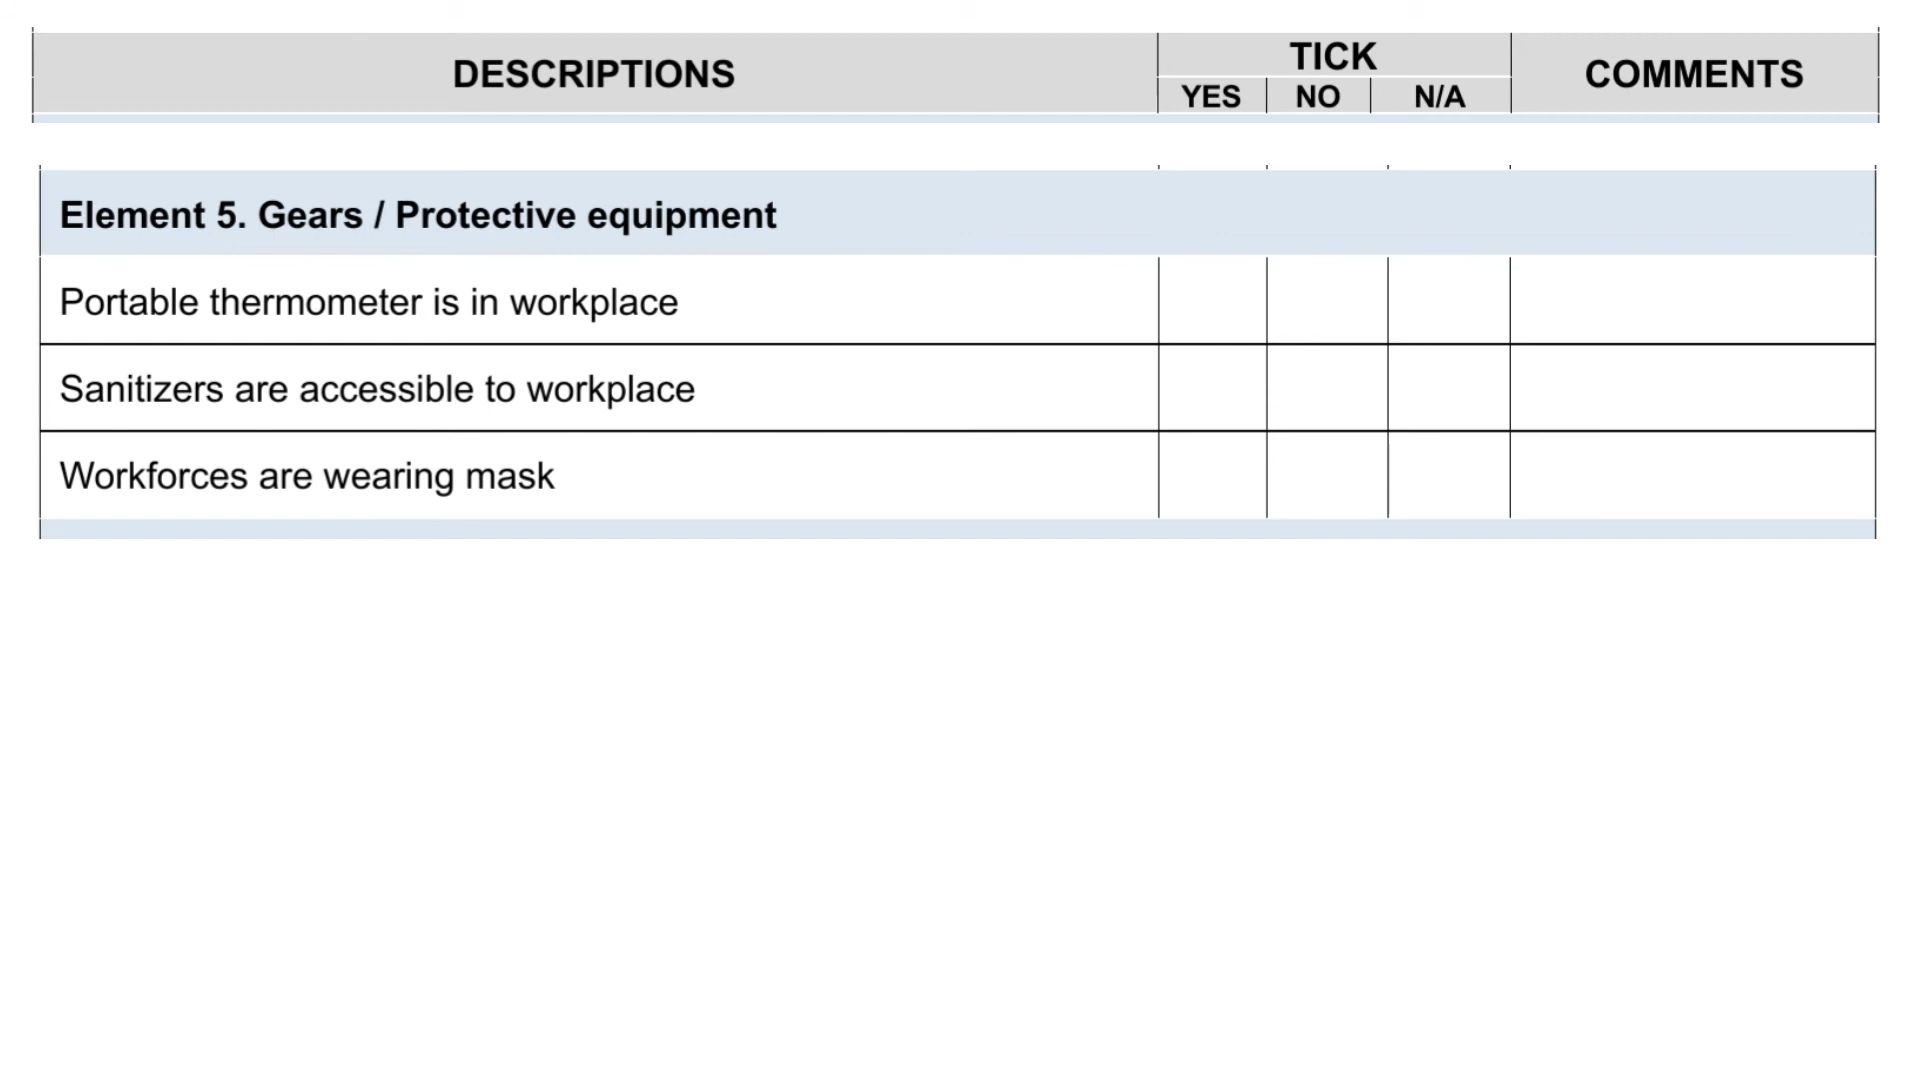 DESCRIPTIONS
TICK
COMMENTS
YES
NO
N/A
Element 5. Gears / Protective equipment
Portable thermometer is in workplace
Sanitizers are accessible to workplace
Workforces are wearing mask